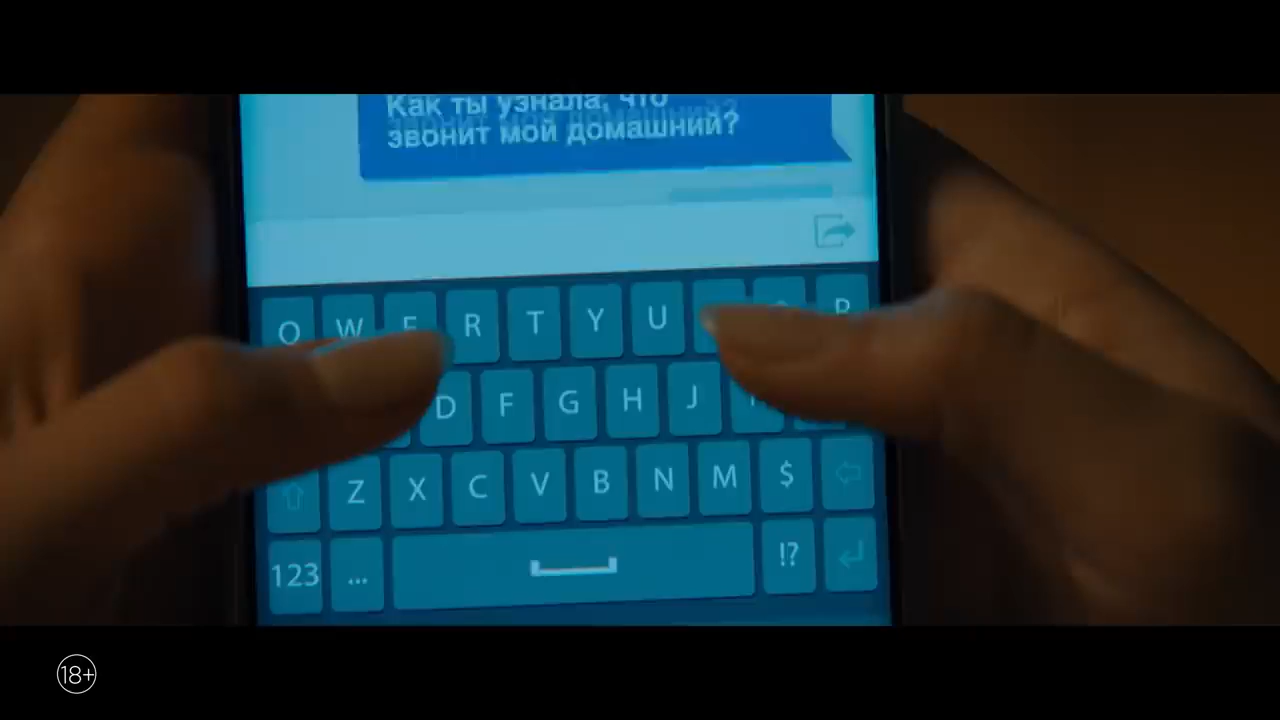 Как ты узнала, что
звонит мой домашний?
Q W E R T Y U P
D F G H J
Z X C V B N M $
123 ... !?
18+